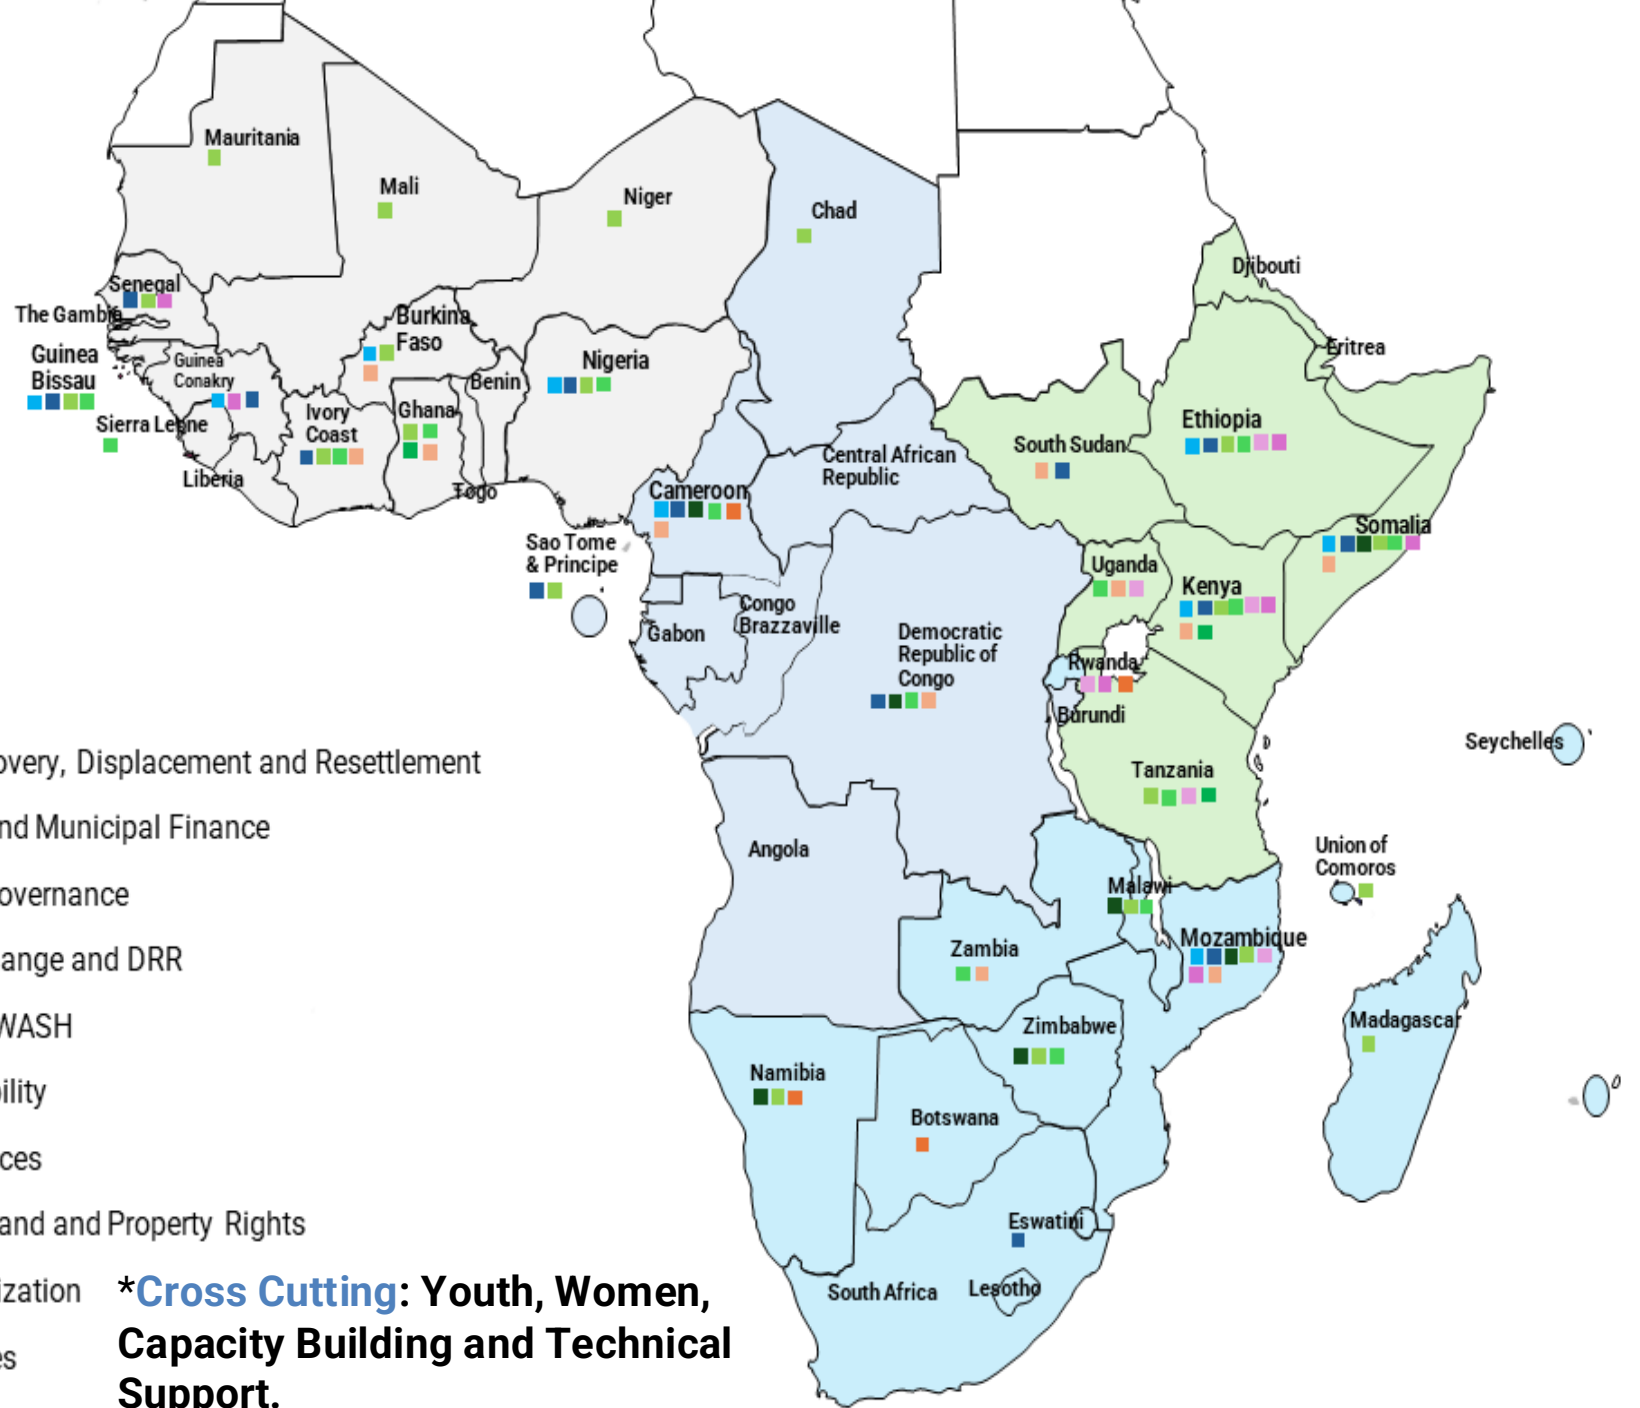 Mauritania
Mali
Niger
Chad
Senegal
The Gambia
Guinea
Bissau
Guinea
Conakry
Sierra Leone
Liberia
Ivory
Coast
Burkina
Faso
Ghana
Benin
Togo
Nigeria
Djibouti
Eritrea
Ethiopia
South Sudan
Central African
Republic
Cameroon
Sao Tome
& Principe
Somalia
Uganda
Kenya
Gabon
Congo
Brazzaville
Democratic
Republic of
Congo
Rwanda
Burundi
Tanzania
Seychelles
Angola
Union of
Comoros
Malawi
Zambia
Mozambique
Zimbabwe
Madagascar
Namibia
Botswana
Eswatini
South Africa
Lesotho
overy, Displacement and Resettlement
nd Municipal Finance
overnance
ange and DRR
WASH
ility
ces
and and Property Rights
ization
es
*Cross Cutting: Youth, Women,
Capacity Building and Technical
Support.